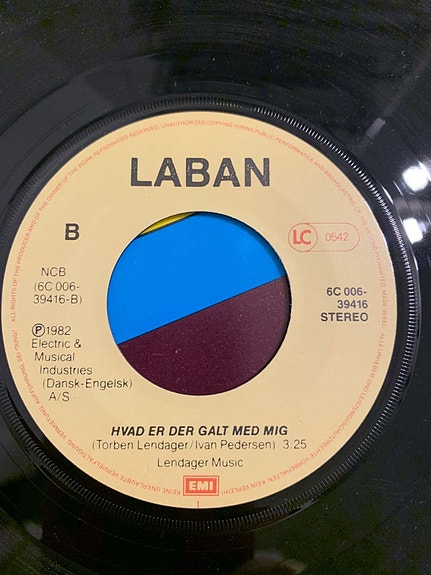 LABAN
B
LC 0542
NCB
(6C 006-
39416-B)
6C 006-
39416
STEREO
Ⓟ1982
Electric &
Musical
Industries
(Dansk-Engelsk)
A/S
HVAD ER DER GALT MED MIG
(Torben Lendager/Ivan Pedersen) 3:25
Lendager Music
EMI